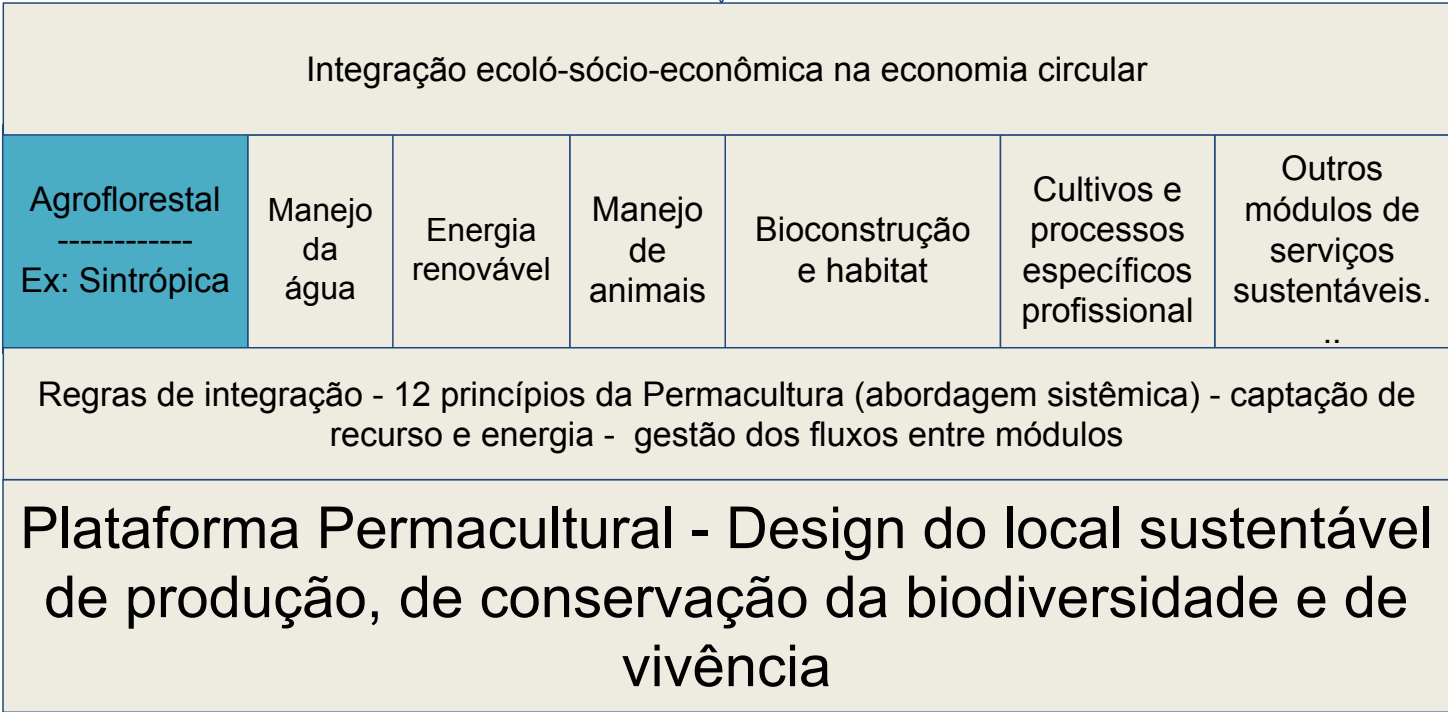 Integração ecoló-sócio-econômica na economia circular
Agroflorestal
------------
Ex: Sintrópica
Manejo
da
água
Energia
renovável
Manejo
de
animais
Bioconstrução
e habitat
Cultivos e
processos
específicos
profissional
Outros
módulos de
serviços
sustentáveis.
..
Regras de integração - 12 princípios da Permacultura (abordagem sistêmica) - captação de
recurso e energia - gestão dos fluxos entre módulos
Plataforma Permacultural - Design do local sustentável
de produção, de conservação da biodiversidade e de
vivência